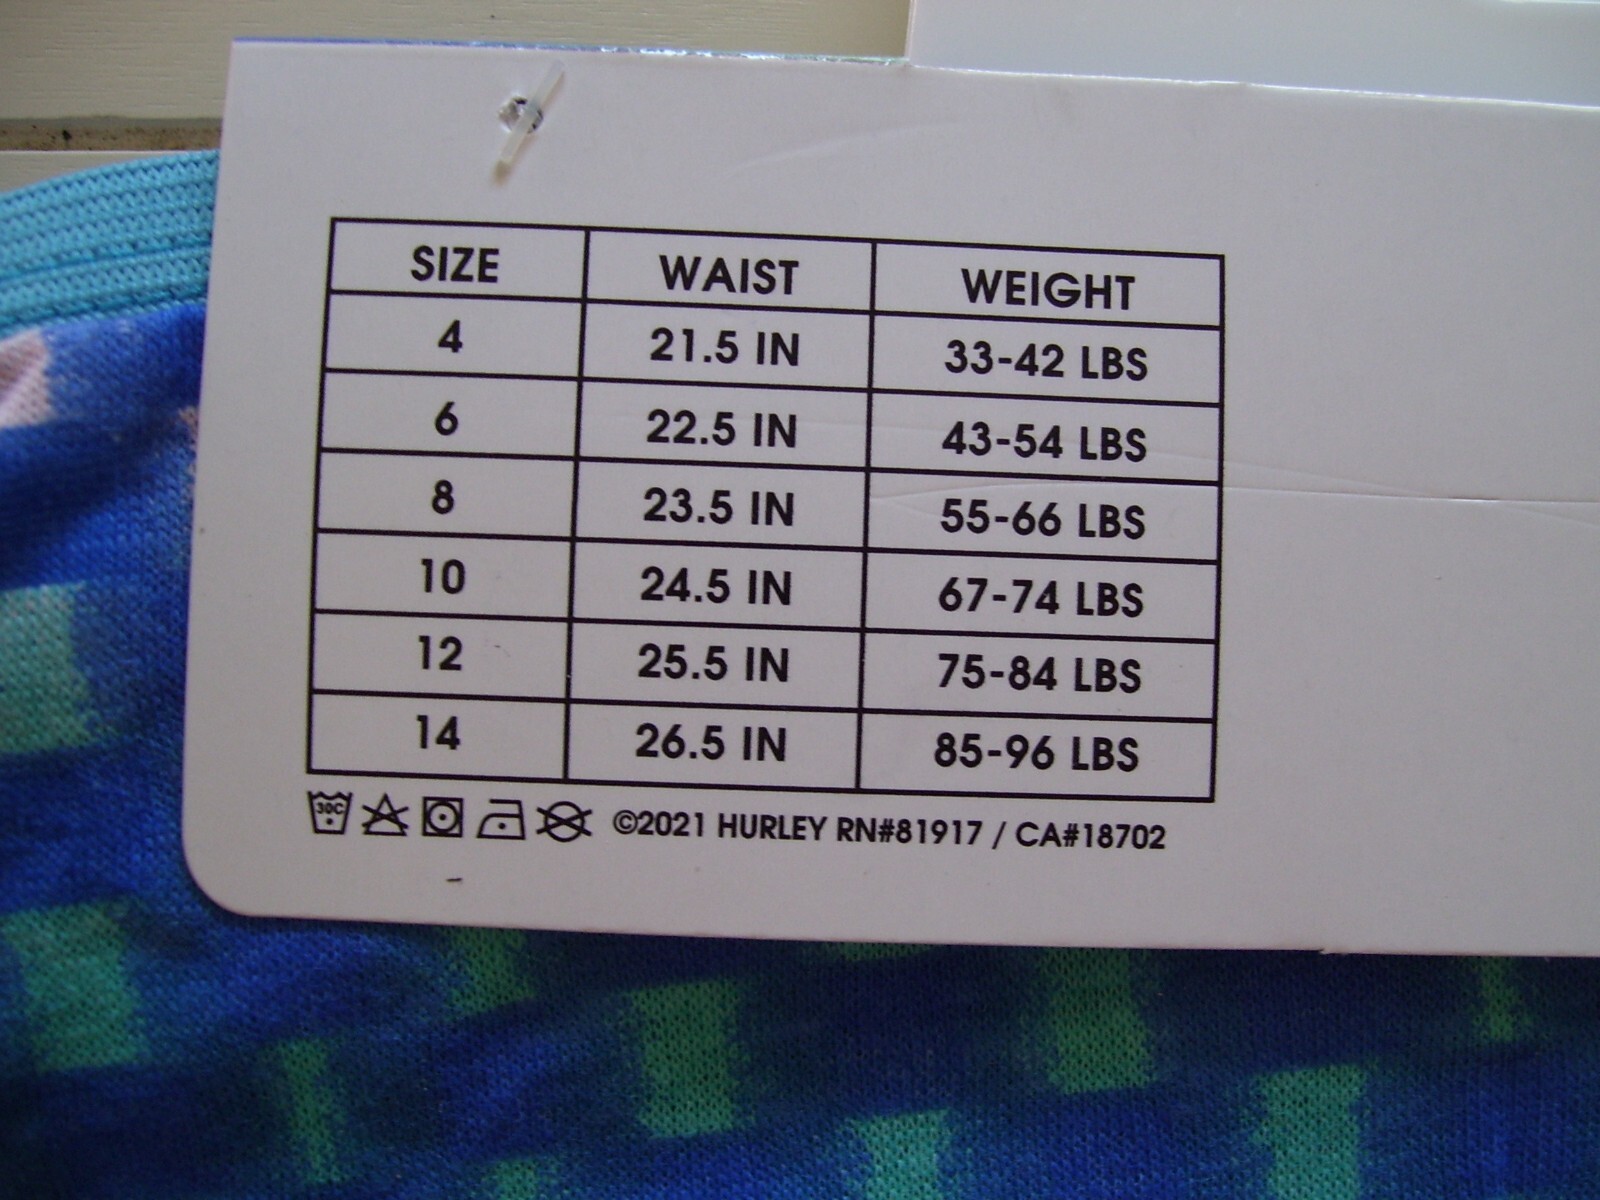 SIZE WAIST WEIGHT
4 21.5 IN 33-42 LBS
6 22.5 IN 43-54 LBS
8 23.5 IN 55-66 LBS
10 24.5 IN 67-74 LBS
12 25.5 IN 75-84 LBS
14 26.5 IN 85-96 LBS
30C ©2021 HURLEY RN#81917 / CA#18702